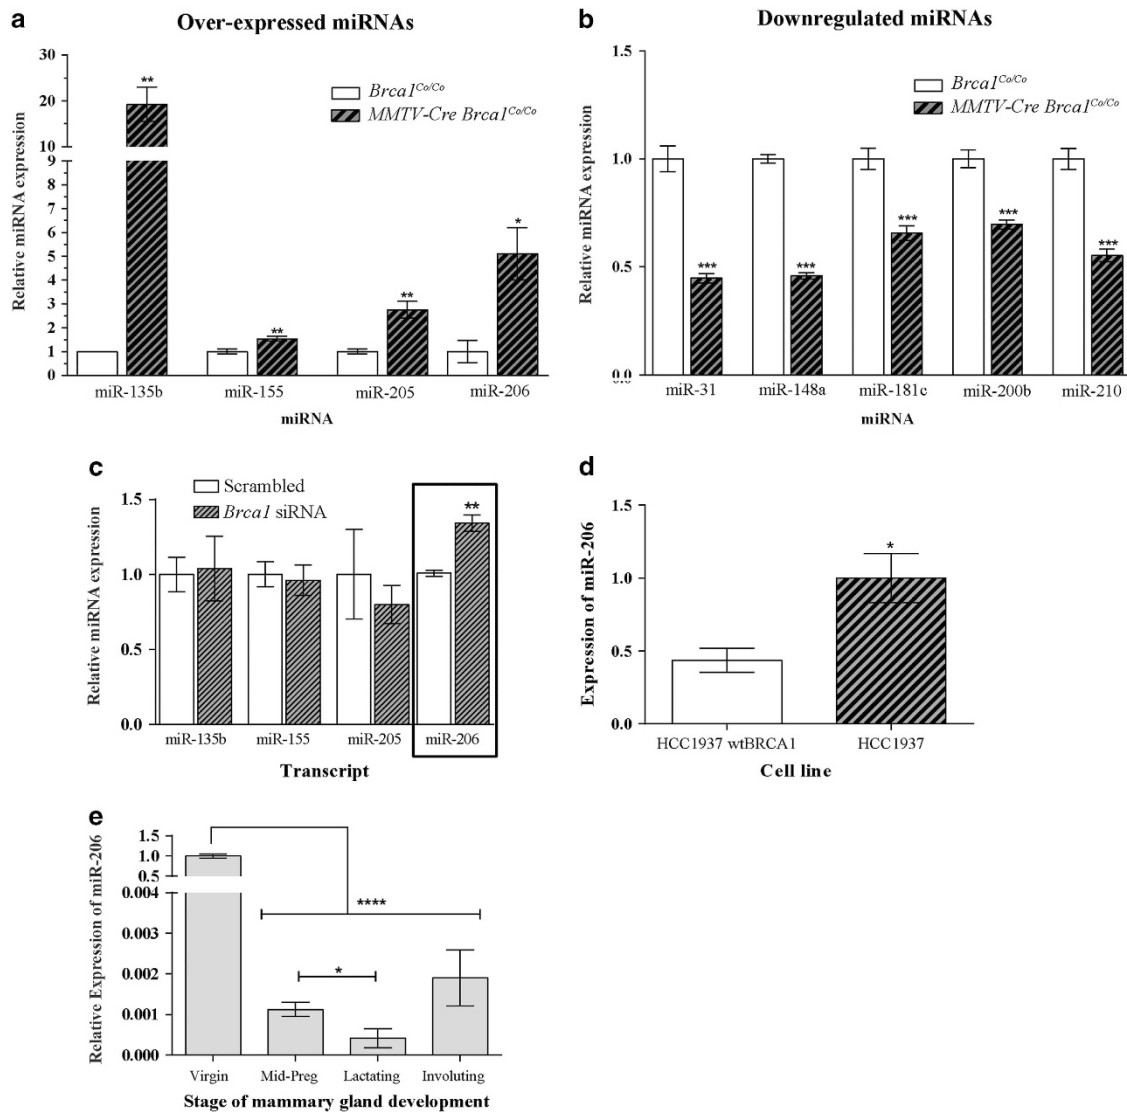 a
Over-expressed miRNAs
30
20
10
9
8
7
6
5
4
3
2
1
0
Relative miRNA expression
Brca1Co/Co
MMTV-Cre Brca1Co/Co
**
**
**
*
miR-135b miR-155 miR-205 miR-206
miRNA
b
Downregulated miRNAs
1.5
1.0
0.5
0.0
Relative miRNA expression
Brca1Co/Co
MMTV-Cre Brca1Co/Co
***
***
***
***
***
miR-31 miR-148a miR-181c miR-200b miR-210
miRNA
c
Scrambled
Brca1 siRNA
1.5
1.0
0.5
0.0
Relative miRNA expression
**
miR-135b miR-155 miR-205 miR-206
Transcript
d
1.5
1.0
0.5
0.0
Expression of miR-206
*
HCC1937 wtBRCA1 HCC1937
Cell line
e
1.5
1.0
0.5
0.004
0.003
0.002
0.001
0.000
Relative Expression of miR-206
****
*
Virgin Mid-Preg Lactating Involuting
Stage of mammary gland development